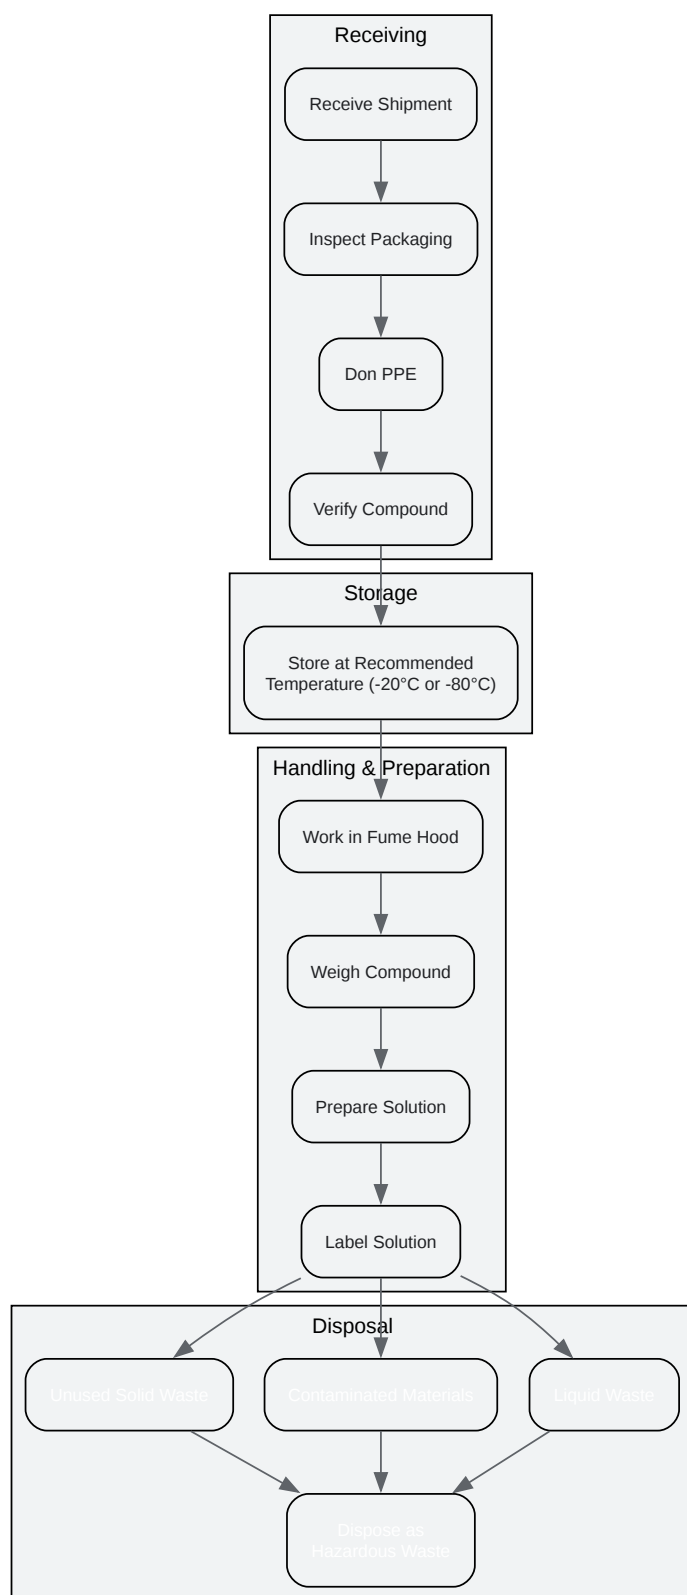 Receiving
Receive Shipment
Inspect Packaging
Don PPE
Verify Compound
Storage
Store at Recommended
Temperature (-20°C or -80°C)
Handling & Preparation
Work in Fume Hood
Weigh Compound
Prepare Solution
Label Solution
Disposal
Unused Solid Waste
Contaminated Materials
Liquid Waste
Dispose as
Hazardous Waste